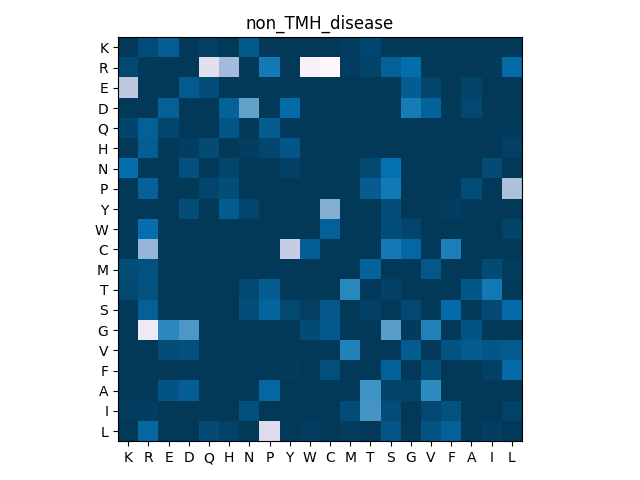 non_TMH_disease
K
R
E
D
Q
H
N
P
Y
W
C
M
T
S
G
V
F
A
I
L
K R E D Q H N P Y W C M T S G V F A I L